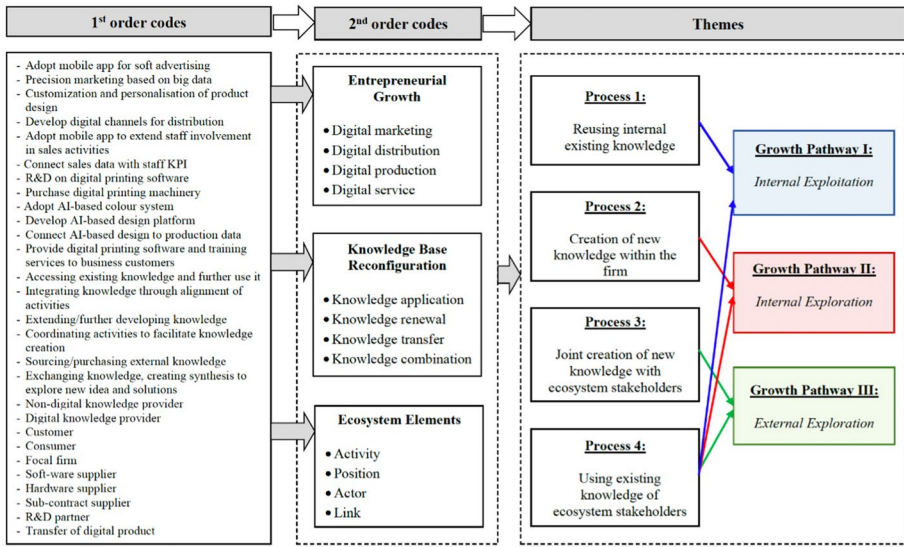 1st order codes
2nd order codes
Themes
- Adopt mobile app for soft advertising
- Precision marketing based on big data
- Customization and personalisation of product
design
- Develop digital channels for distribution
- Adopt mobile app to extend staff involvement
in sales activities
- Connect sales data with staff KPI
- R&D on digital printing software
- Purchase digital printing machinery
- Adopt AI-based colour system
- Develop AI-based design platform
- Connect AI-based design to production data
- Provide digital printing software and training
services to business customers
- Accessing existing knowledge and further use it
- Integrating knowledge through alignment of
activities
- Extending/further developing knowledge
- Coordinating activities to facilitate knowledge
creation
- Sourcing/purchasing external knowledge
- Exchanging knowledge, creating synthesis to
explore new idea and solutions
- Non-digital knowledge provider
- Digital knowledge provider
- Customer
- Consumer
- Focal firm
- Soft-ware supplier
- Hardware supplier
- Sub-contract supplier
- R&D partner
- Transfer of digital product
Entrepreneurial
Growth
• Digital marketing
• Digital distribution
• Digital production
• Digital service
Knowledge Base
Reconfiguration
• Knowledge application
• Knowledge renewal
• Knowledge transfer
• Knowledge combination
Ecosystem Elements
• Activity
• Position
• Actor
• Link
Process 1:
Reusing internal
existing knowledge
Process 2:
Creation of new
knowledge within the
firm
Process 3:
Joint creation of new
knowledge with
ecosystem stakeholders
Process 4:
Using existing
knowledge of
ecosystem stakeholders
Growth Pathway I:
Internal Exploitation
Growth Pathway II:
Internal Exploration
Growth Pathway III:
External Exploration